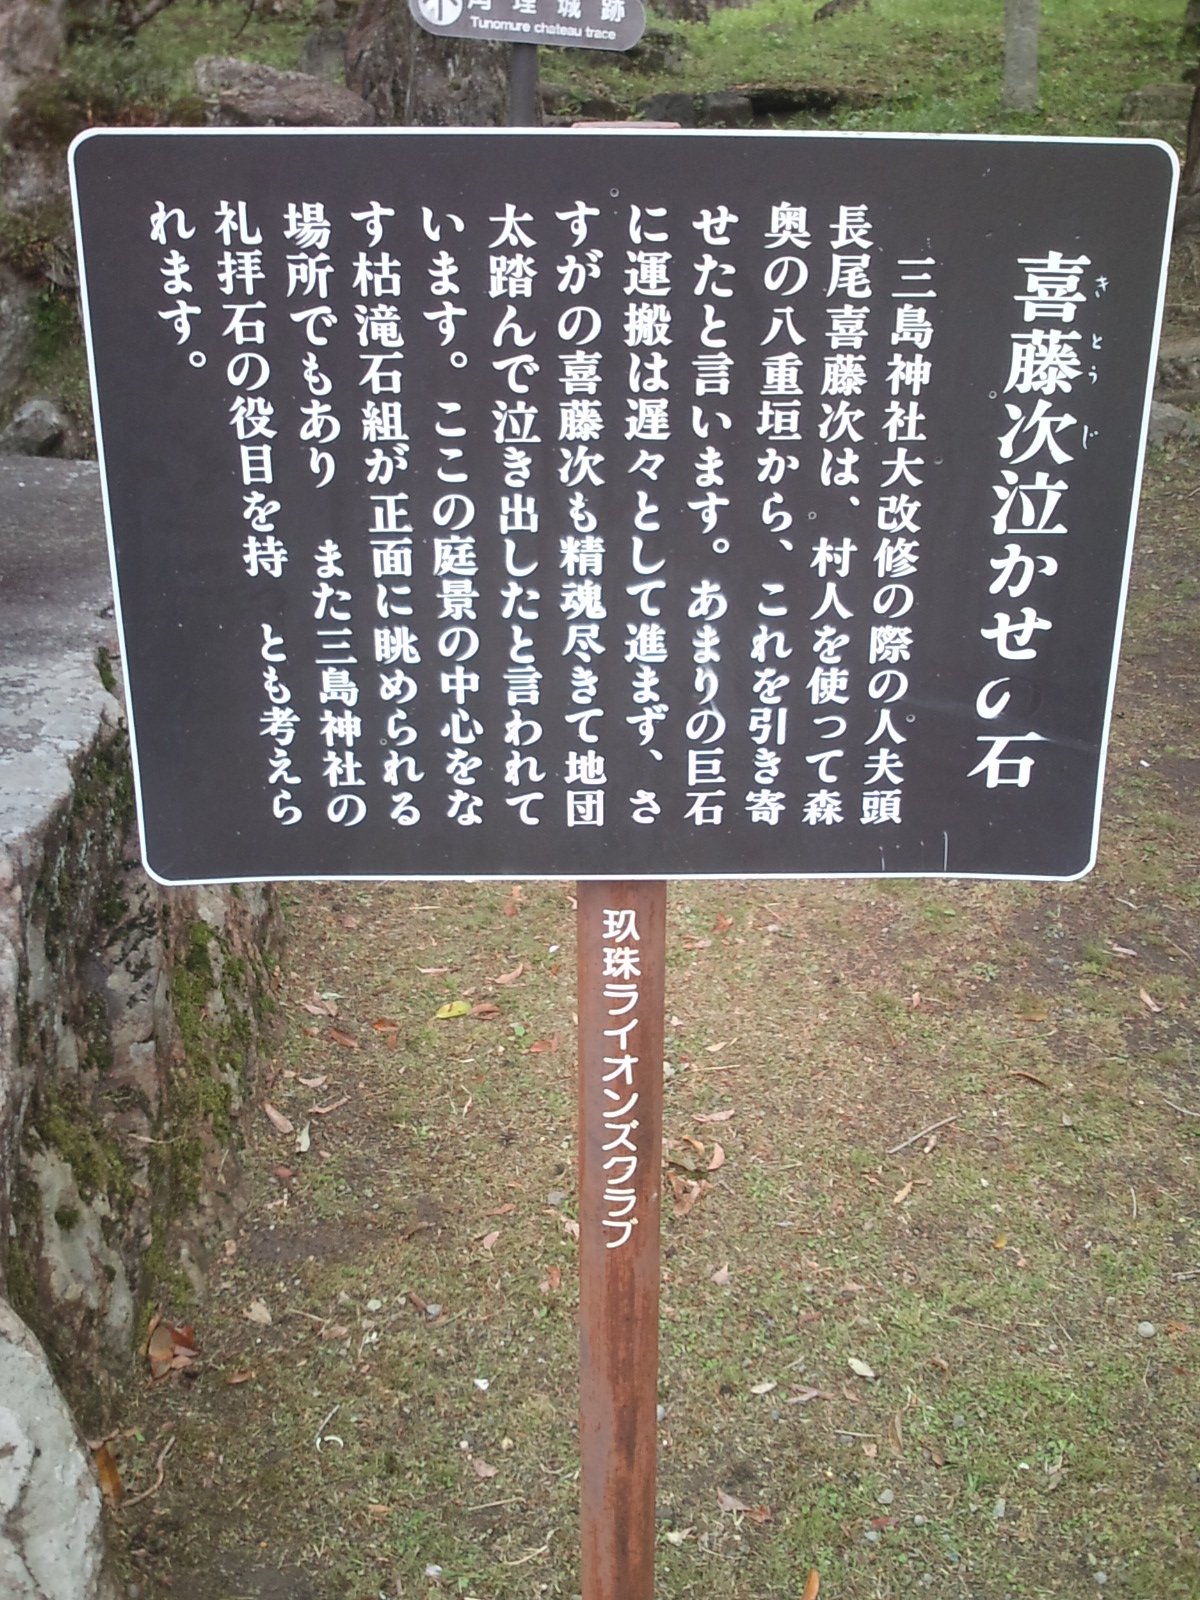 角埋城跡
Tunomure chateau trace
喜藤次泣かせの石
きとうじ
三島神社大改修の際の人夫頭
長尾喜藤次は、村人を使って森
奥の八重垣から、これを引き寄
せたと言います。あまりの巨石
に運搬は遅々として進まず、さ
すがの喜藤次も精魂尽きて地団
太踏んで泣き出したと言われて
います。ここの庭景の中心をな
す枯滝石組が正面に眺められる
場所でもあり また三島神社の
礼拝石の役目を持 とも考えら
れます。
玖珠ライオンズクラブ